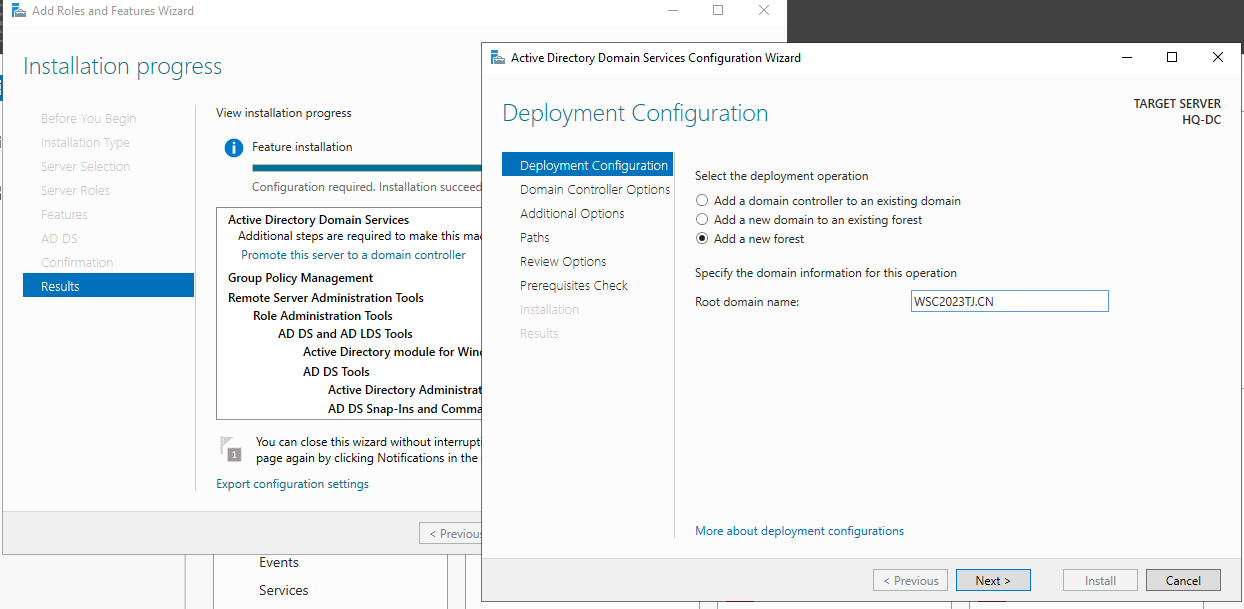 Add Roles and Features Wizard
Installation progress
Before You Begin
Installation Type
Server Selection
Server Roles
Features
AD DS
Confirmation
Results
View installation progress
Feature installation
Configuration required. Installation succeed
Active Directory Domain Services
Additional steps are required to make this mac
Promote this server to a domain controller
Group Policy Management
Remote Server Administration Tools
Role Administration Tools
AD DS and AD LDS Tools
Active Directory module for Win
AD DS Tools
Active Directory Administrat
AD DS Snap-Ins and Comma
1
You can close this wizard without interrupt
page again by clicking Notifications in the
Export configuration settings
< Previous
Events
Services
Active Directory Domain Services Configuration Wizard
Deployment Configuration
TARGET SERVER
HQ-DC
Deployment Configuration
Domain Controller Options
Additional Options
Paths
Review Options
Prerequisites Check
Installation
Results
Select the deployment operation
Add a domain controller to an existing domain
Add a new domain to an existing forest
Add a new forest
Specify the domain information for this operation
Root domain name:
WSC2023TJ.CN
More about deployment configurations
< Previous
Next >
Install
Cancel